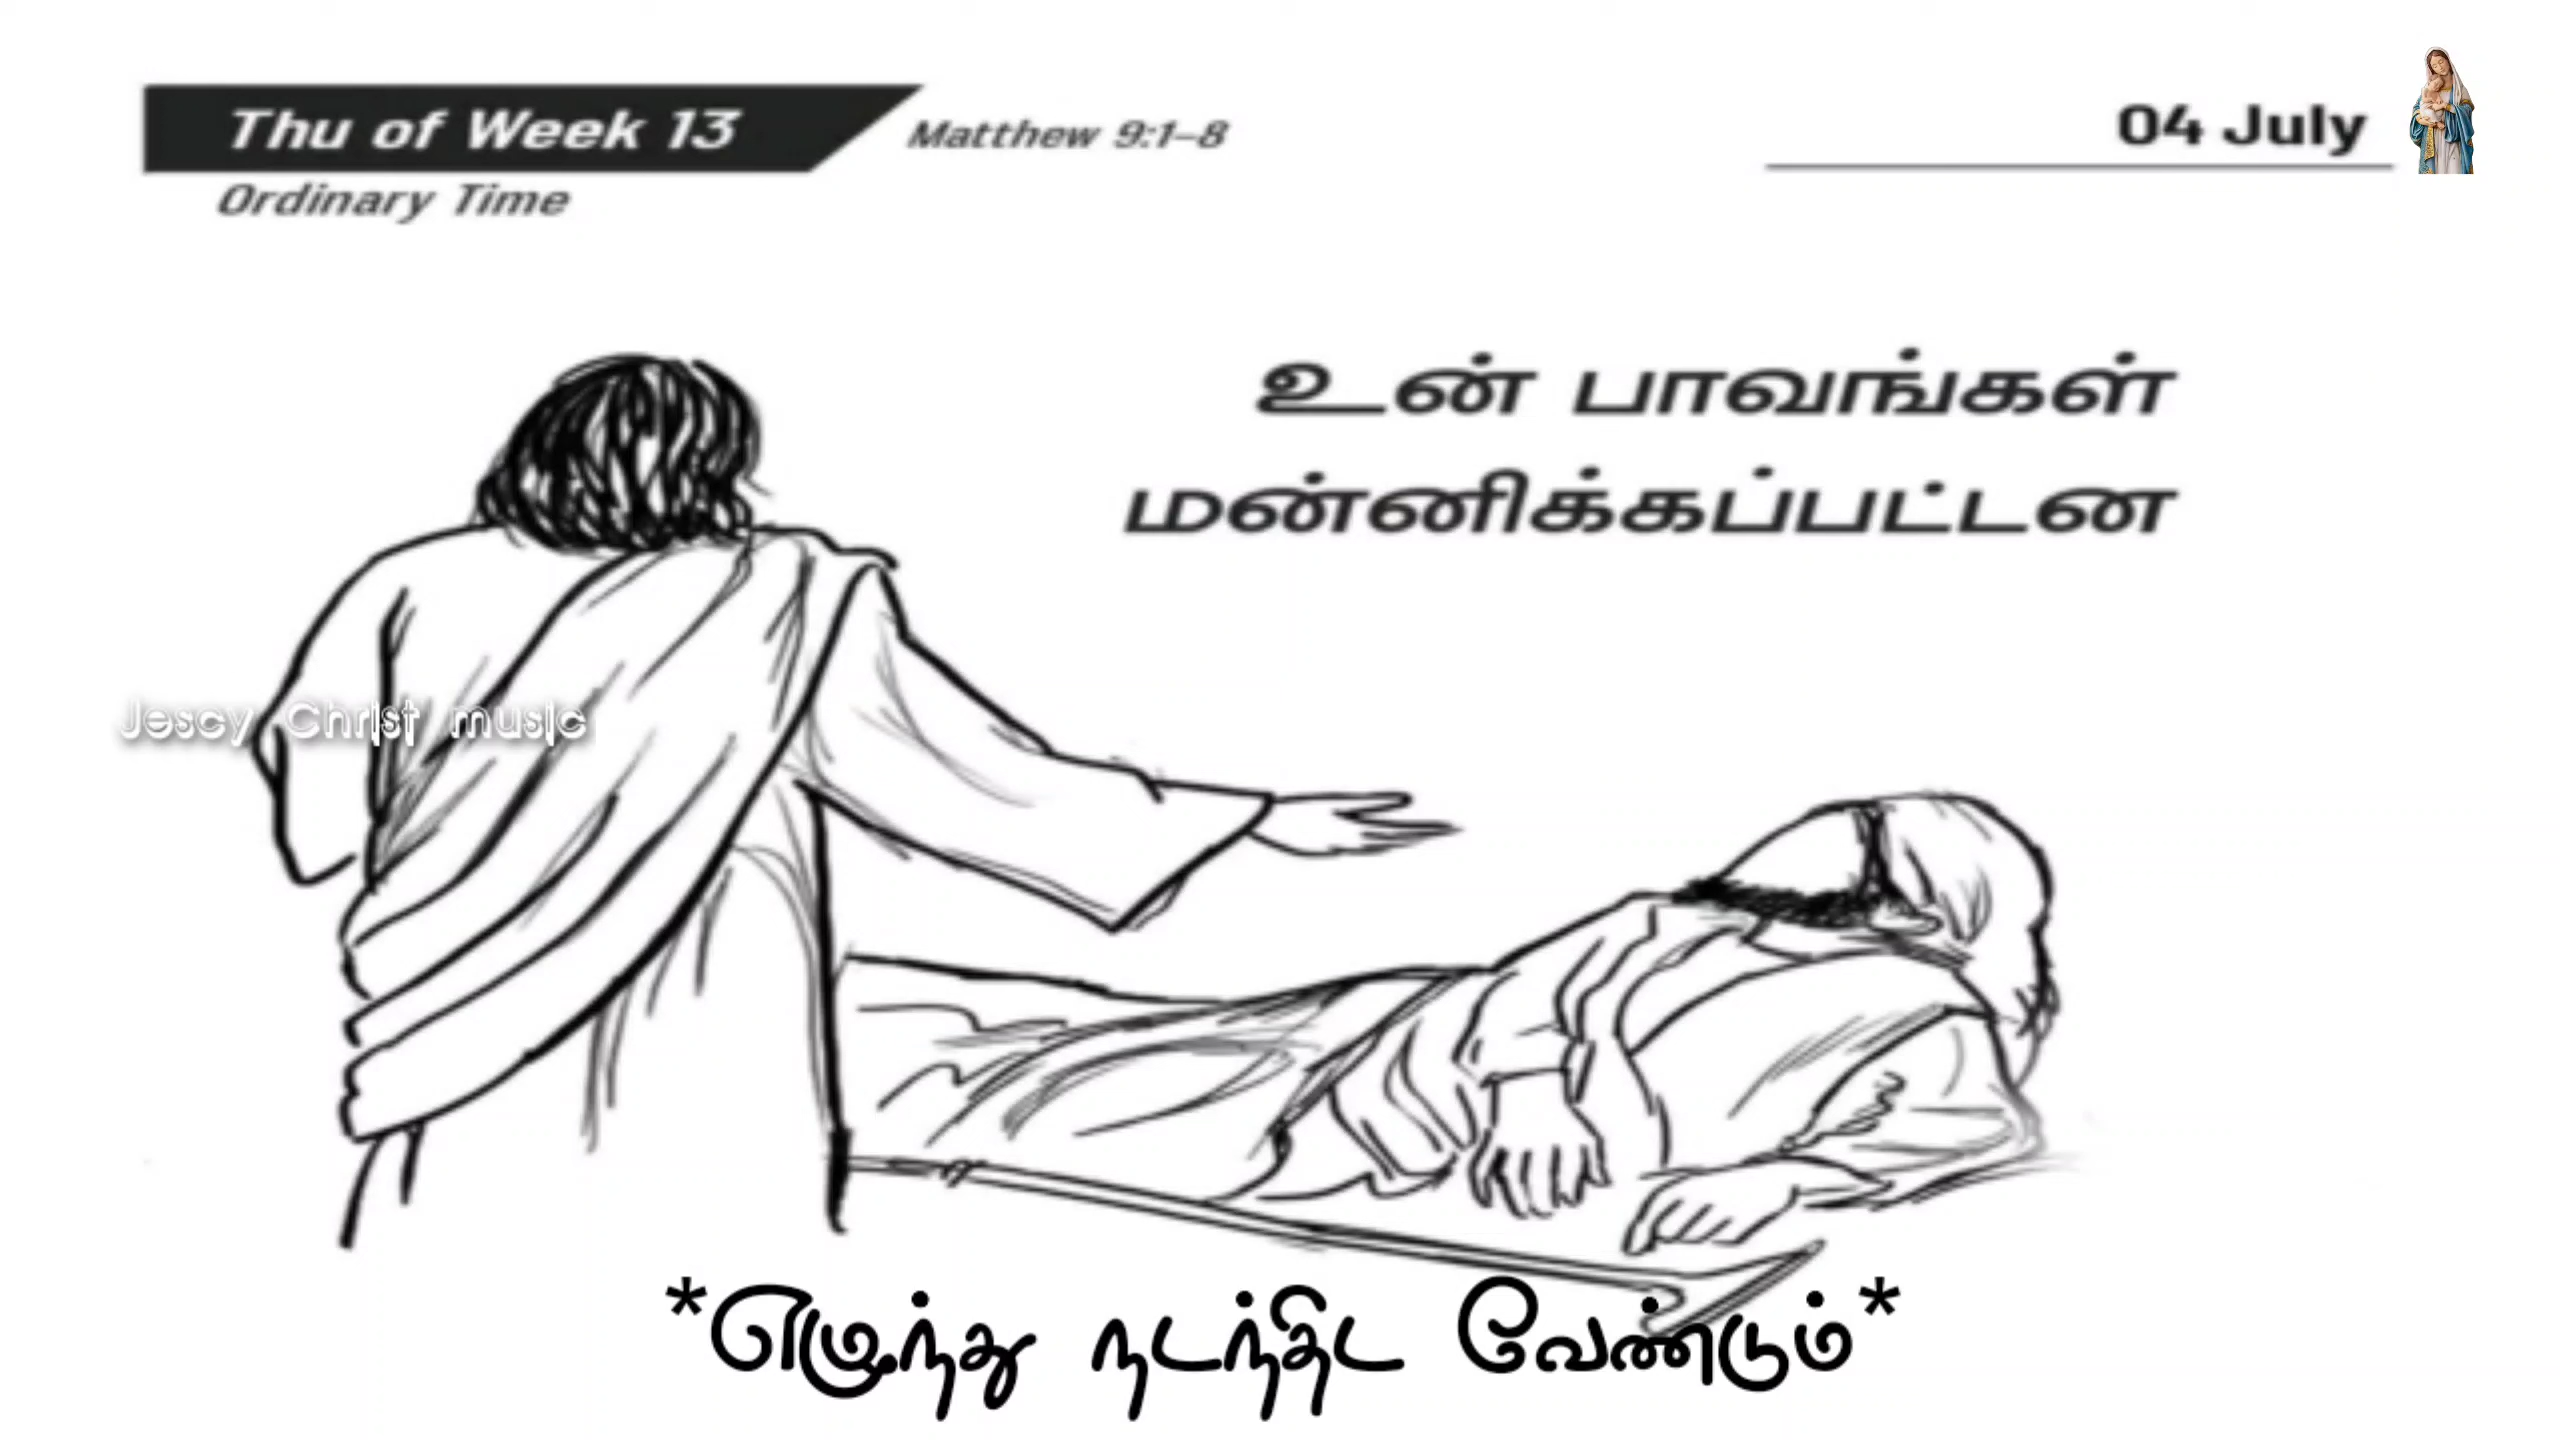 Thu of Week 13
Matthew 9:1–8
04 July
Ordinary Time
உன் பாவங்கள்
மன்னிக்கப்பட்டன
Jescy Christ music
*எழுந்து நடந்திட வேண்டும்*